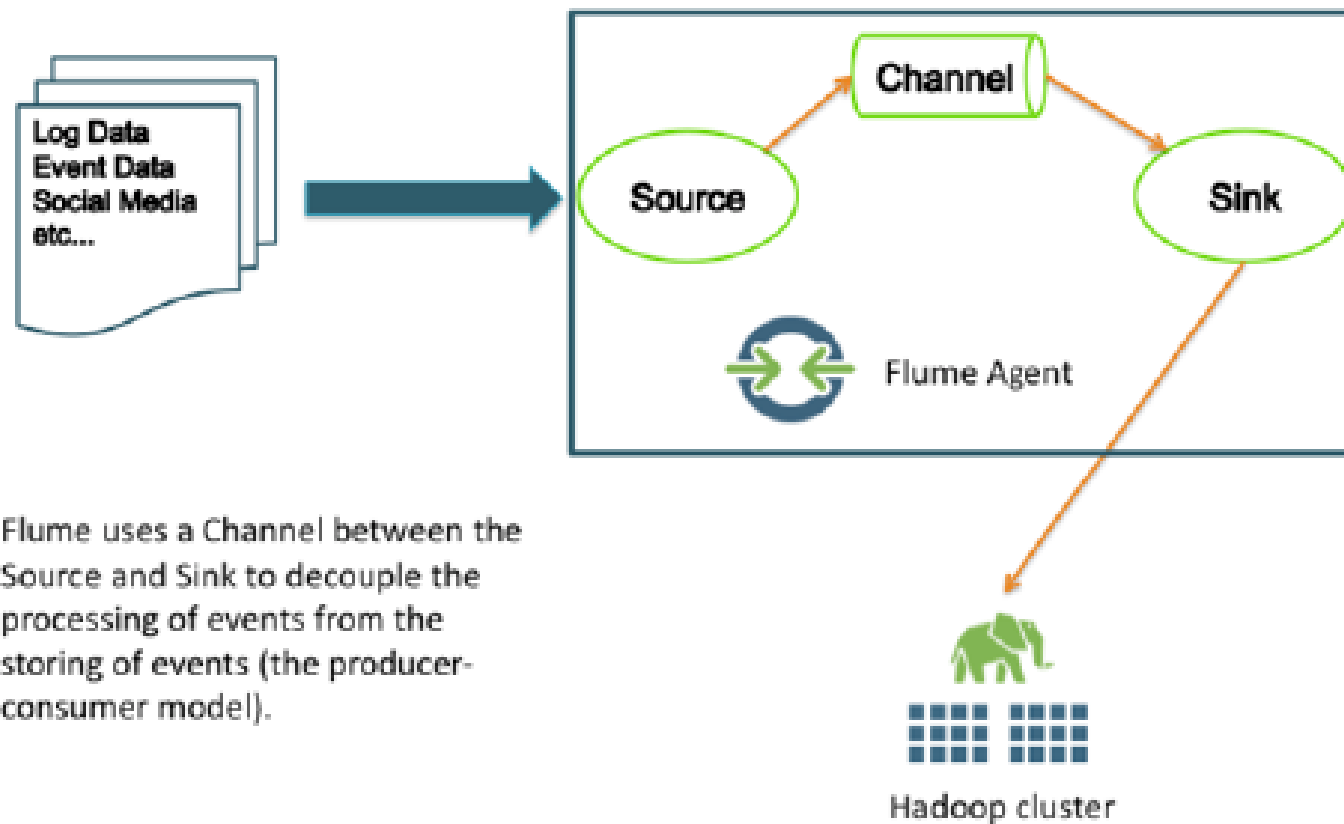 Log Data
Event Data
Social Media
etc...
Source
Channel
Sink
Flume Agent
Flume uses a Channel between the
Source and Sink to decouple the
processing of events from the
storing of events (the producer-
consumer model).
Hadoop cluster